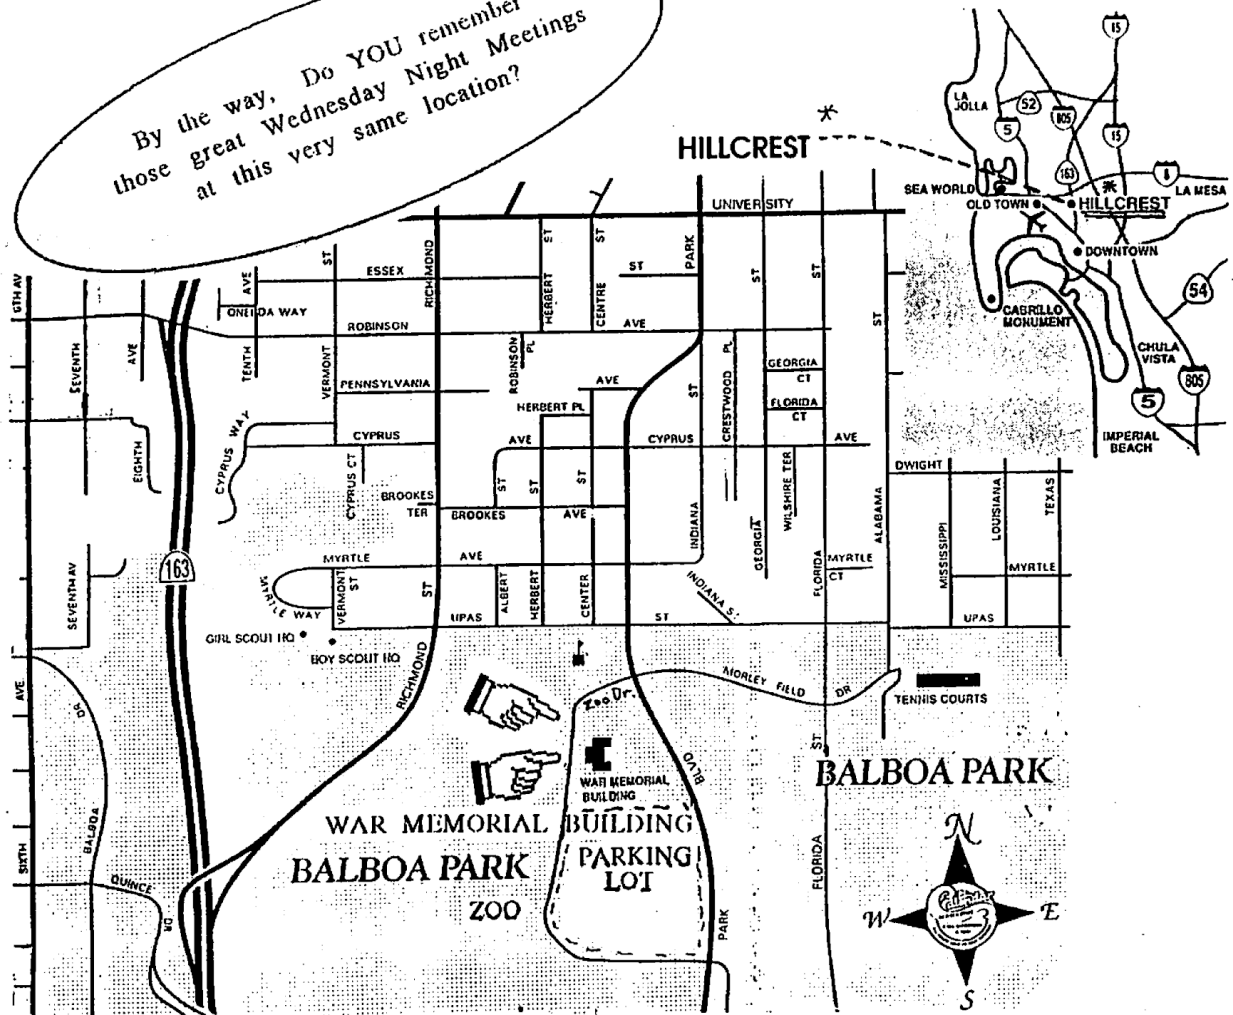 By the way, Do YOU remember
those great Wednesday Night Meetings
at this very same location?
HILLCREST
15
LA
JOLLA
52
5
805
15
163
8
LA MESA
SEA WORLD
OLD TOWN
HILLCREST
DOWNTOWN
54
CABRILLO
MONUMENT
CHULA
VISTA
805
5
IMPERIAL
BEACH
UNIVERSITY
6TH AV
SEVENTH
AVE
EIGHTH
TENTH
AVE
ST
VERMONT
ESSEX
ST
ONEIDA WAY
ROBINSON
AVE
RICHMOND
HERBERT
ST
CENTRE
ST
PARK
ST
ST
ST
ROBINSON
PL
PENNSYLVANIA
AVE
HERBERT PL
CRESTWOOD
PL
GEORGIA
CT
FLORIDA
CT
CYPRUS WAY
CYPRUS
AVE
CYPRUS
AVE
CYPRUS CT
BROOKES
TER
BROOKES
AVE
ST
ST
ST
INDIANA
ST
GEORGIA
WILSHIRE TER
ALABAMA
DWIGHT
MISSISSIPPI
LOUISIANA
TEXAS
163
SEVENTH AV
MYRTLE
AVE
MYRTLE WAY
VERMONT
ST
ST
ALBERT
HERBERT
CENTER
INDIANA ST
FLORIDA
MYRTLE
CT
MYRTLE
UPAS
ST
UPAS
GIRL SCOUT HQ
BOY SCOUT HQ
RICHMOND
Zoo Dr.
MORLEY FIELD
DR
TENNIS COURTS
AVE
DR
BALBOA
SIXTH
QUINCE
DR
WAR MEMORIAL
BUILDING
BLVD
ST
BALBOA PARK
WAR MEMORIAL BUILDING
PARKING
LOT
BALBOA PARK
ZOO
PARK
FLORIDA
N
W
E
S